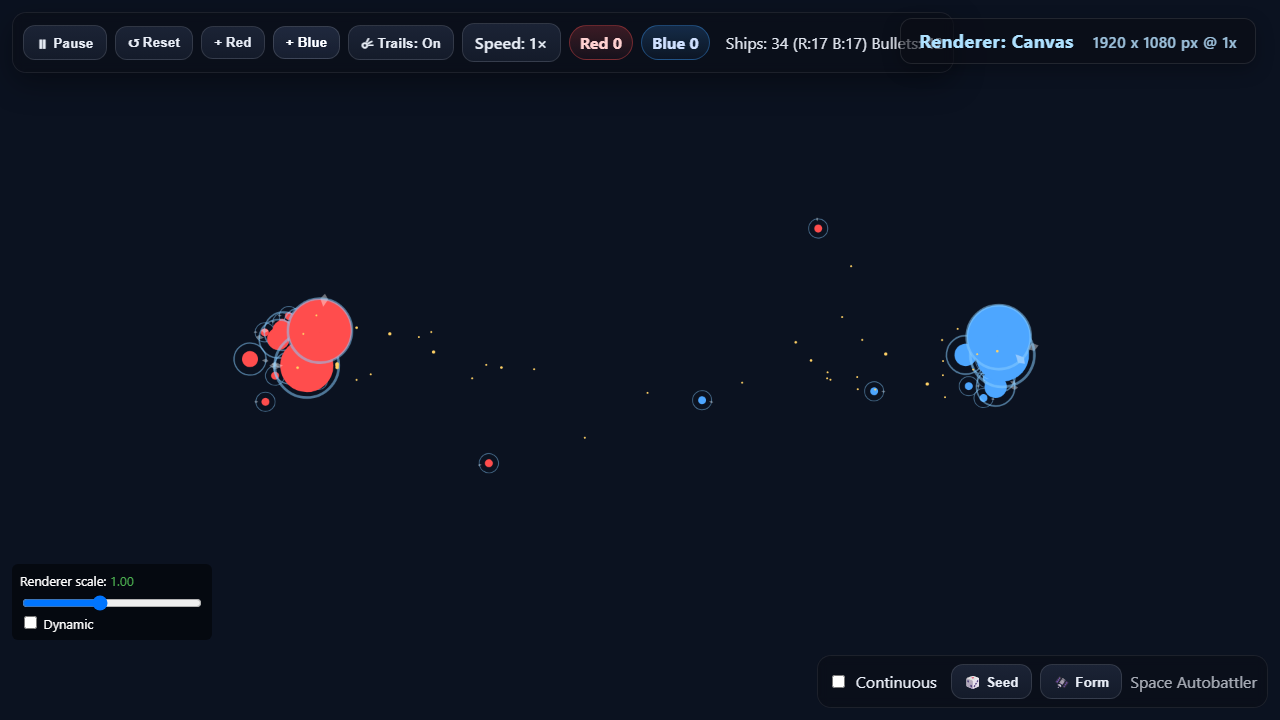 ⏸ Pause
↺ Reset
+ Red
+ Blue
☄ Trails: On
Speed: 1×
Red 0
Blue 0
Ships: 34 (R:17 B:17) Bullets:
Renderer: Canvas
1920 x 1080 px @ 1x
Renderer scale: 1.00
Dynamic
Continuous
🎲 Seed
🛰 Form
Space Autobattler